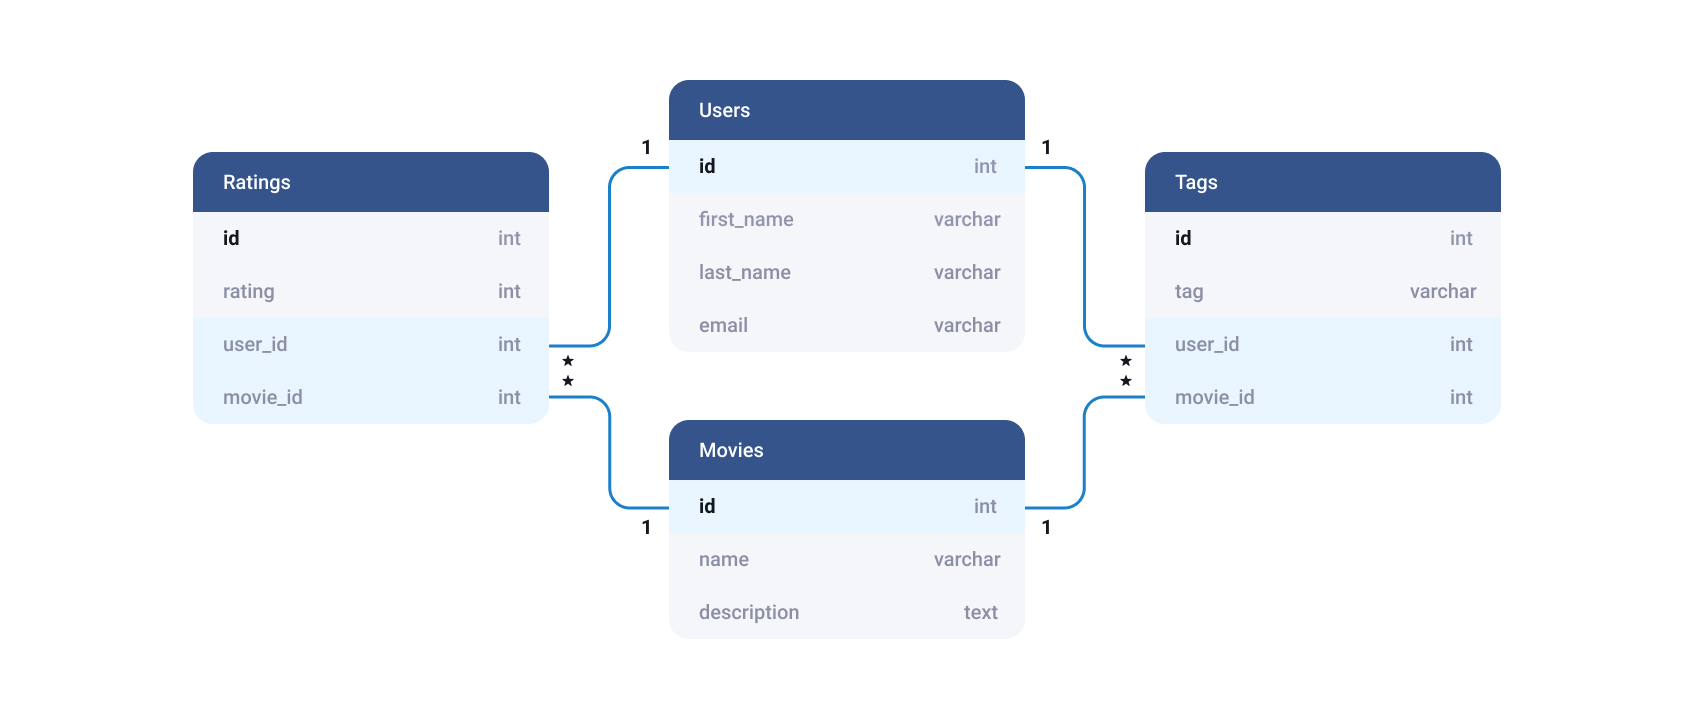 Ratings
id int
rating int
user_id int
movie_id int
1
★
★
1
Users
id int
first_name varchar
last_name varchar
email varchar
Movies
id int
name varchar
description text
1
★
★
1
Tags
id int
tag varchar
user_id int
movie_id int